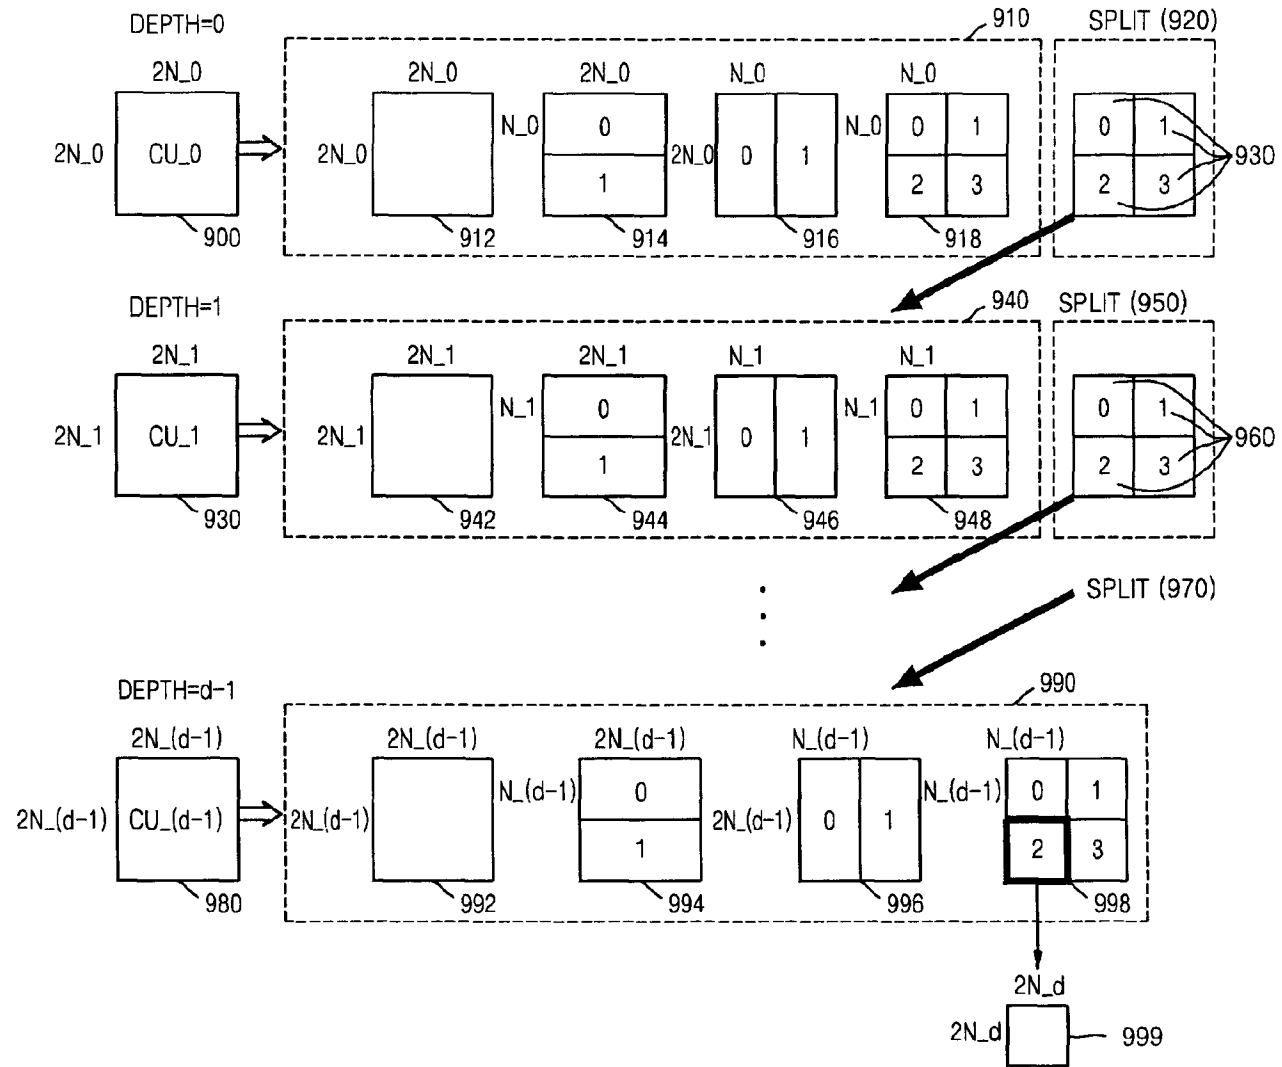 DEPTH=0
910
SPLIT (920)
2N_0
2N_0
2N_0
N_0
N_0
2N_0
CU_0
2N_0
N_0
0
1
2N_0
0
1
N_0
0
1
2
3
0
1
2
3
930
900
912
914
916
918
DEPTH=1
940
SPLIT (950)
2N_1
2N_1
2N_1
N_1
N_1
2N_1
CU_1
2N_1
N_1
0
1
2N_1
0
1
N_1
0
1
2
3
0
1
2
3
960
930
942
944
946
948
SPLIT (970)
DEPTH=d-1
990
2N_(d-1)
2N_(d-1)
2N_(d-1)
N_(d-1)
N_(d-1)
2N_(d-1)
CU_(d-1)
2N_(d-1)
N_(d-1)
0
1
2N_(d-1)
0
1
N_(d-1)
0
1
2
3
980
992
994
996
998
2N_d
2N_d
999